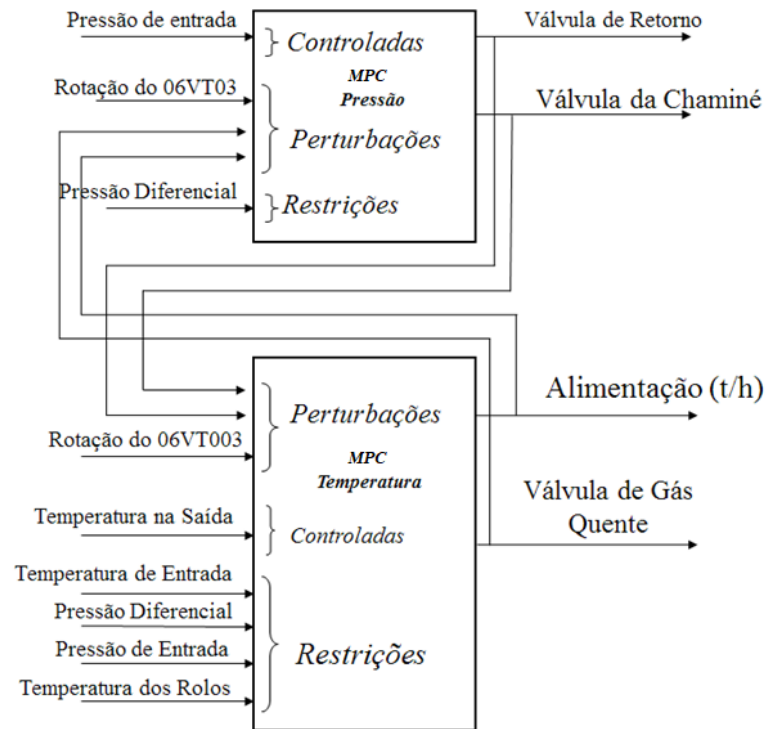 Pressão de entrada
Controladas
Válvula de Retorno
MPC
Pressão
Rotação do 06VT03
Válvula da Chaminé
Perturbações
Pressão Diferencial
Restrições
Alimentação (t/h)
Perturbações
Rotação do 06VT003
MPC
Temperatura
Válvula de Gás
Quente
Temperatura na Saída
Controladas
Temperatura de Entrada
Pressão Diferencial
Pressão de Entrada
Restrições
Temperatura dos Rolos